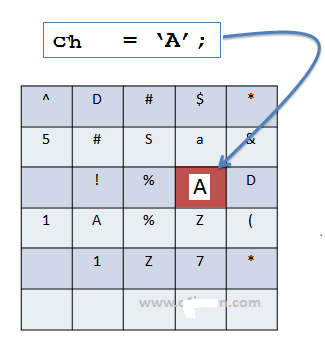 ch = ‘A’;
^ D # $ *
5 # S a &
! % A D
1 A % Z (
1 Z 7 *